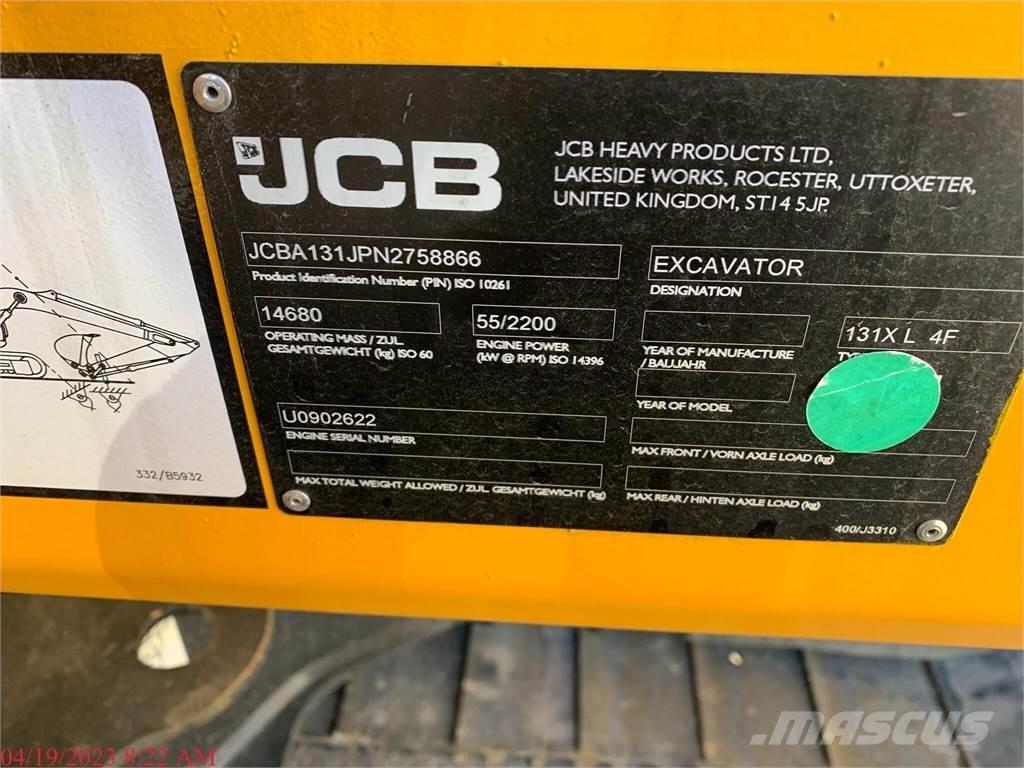 JCB
JCB HEAVY PRODUCTS LTD,
LAKESIDE WORKS, ROCESTER, UTTOXETER,
UNITED KINGDOM, ST14 5JP.
JCBA131JPN2758866
Product Identification Number (PIN) ISO 10261
EXCAVATOR
DESIGNATION
14680
OPERATING MASS / ZUL.
GESAMTGEWICHT (kg) ISO 60
55/2200
ENGINE POWER
(kW @ RPM) ISO 14396
YEAR OF MANUFACTURE
/ BAUJAHR
131X L 4F
YEAR OF MODEL
U0902622
ENGINE SERIAL NUMBER
MAX FRONT / VORN AXLE LOAD (kg)
MAX TOTAL WEIGHT ALLOWED / ZUL. GESAMTGEWICHT (kg)
MAX REAR / HINTEN AXLE LOAD (kg)
400/J3310
332/B5932
04/19/2023 8:22 AM
MASCUS